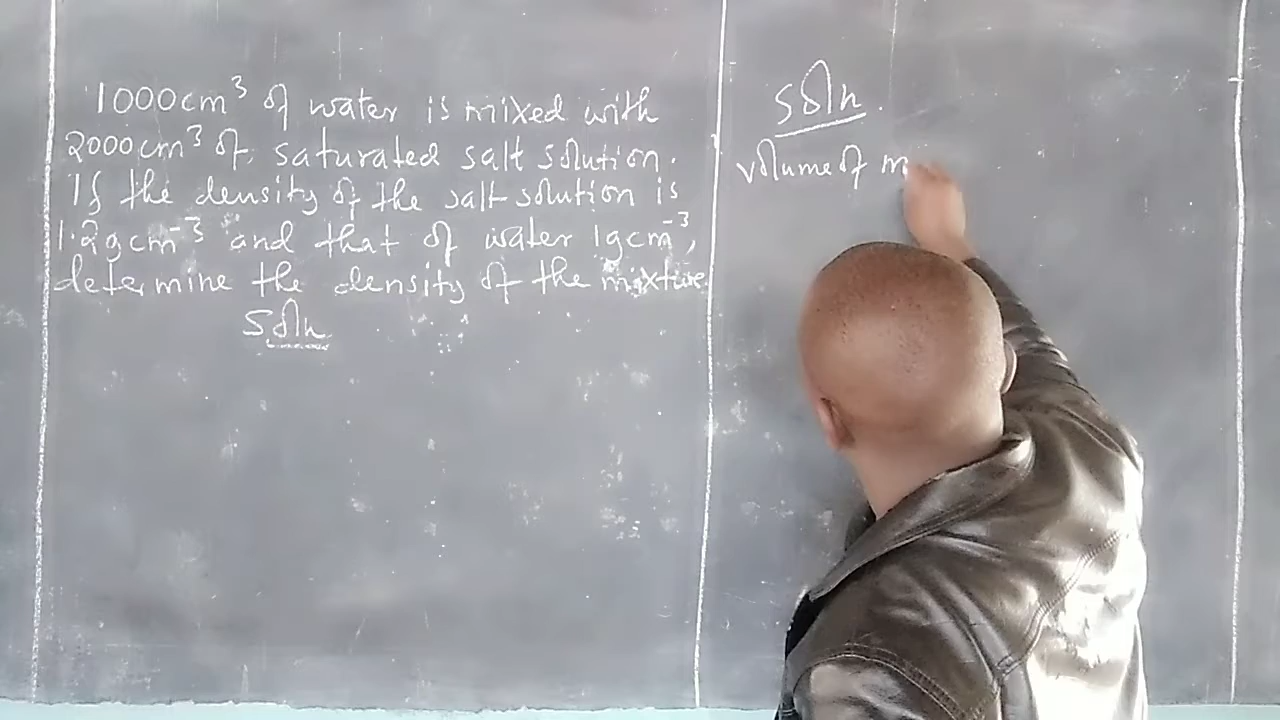 1000cm³ of water is mixed with
2000cm³ of saturated salt solution.
If the density of the salt solution is
1.2gcm⁻³ and that of water 1gcm⁻³,
determine the density of the mixture.
Soln
Soln.
Volume of m